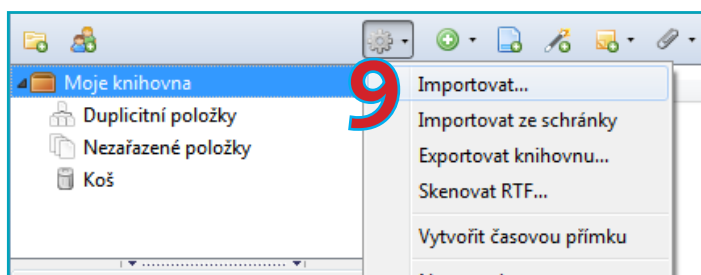 Moje knihovna
Duplicitní položky
Nezařazené položky
Koš
9
Importovat...
Importovat ze schránky
Exportovat knihovnu...
Skenovat RTF...
Vytvořit časovou přímku